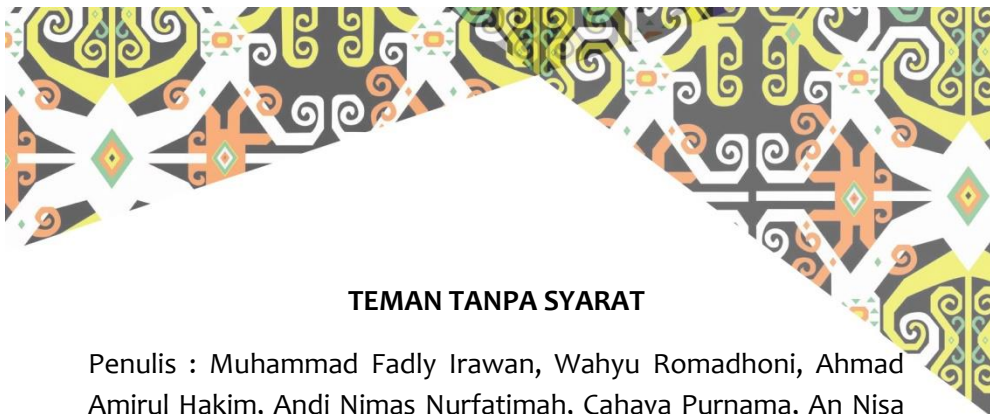 TEMAN TANPA SYARAT
Penulis : Muhammad Fadly Irawan, Wahyu Romadhoni, Ahmad
Amirul Hakim, Andi Nimas Nurfatimah, Cahaya Purnama, An Nisa